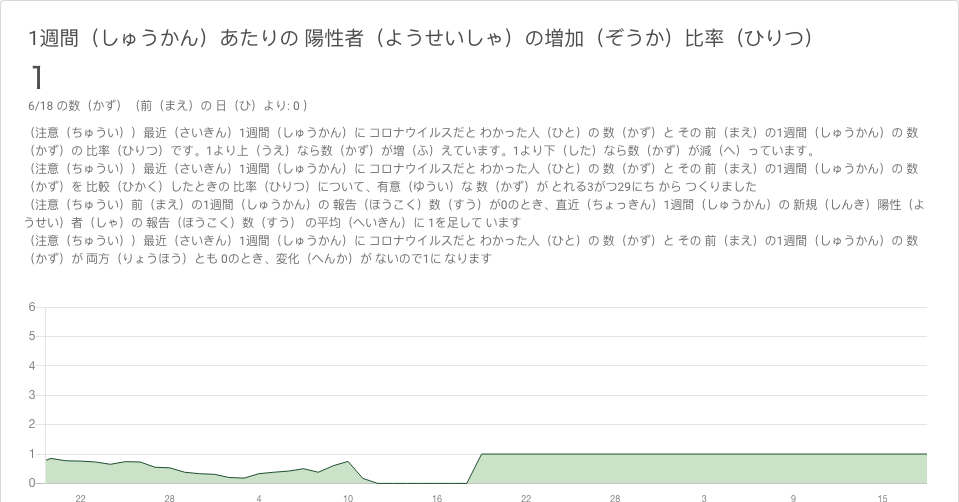 1週間（しゅうかん）あたりの 陽性者（ようせいしゃ）の増加（ぞうか）比率（ひりつ）
1
6/18 の数（かず）（前（まえ）の 日（ひ）より: 0 ）
（注意（ちゅうい））最近（さいきん）1週間（しゅうかん）に コロナウイルスだと わかった人（ひと）の 数（かず）と その 前（まえ）の1週間（しゅうかん）の 数
（かず）の 比率（ひりつ）です。1より上（うえ）なら数（かず）が増（ふ）えています。1より下（した）なら数（かず）が減（へ）っています。
（注意（ちゅうい）最近（さいきん）1週間（しゅうかん）に コロナウイルスだと わかった人（ひと）の 数（かず）と その 前（まえ）の1週間（しゅうかん）の 数
（かず）を 比較（ひかく）したときの 比率（ひりつ）について、有意（ゆうい）な 数（かず）が とれる3がつ29にち から つくりました
（注意（ちゅうい）前（まえ）の1週間（しゅうかん）の 報告（ほうこく）数（すう）が0のとき、直近（ちょっきん）1週間（しゅうかん）の 新規（しんき）陽性（よ
うせい）者（しゃ）の 報告（ほうこく）数（すう） の平均（へいきん）に 1を足して います
（注意（ちゅうい））最近（さいきん）1週間（しゅうかん）に コロナウイルスだと わかった人（ひと）の 数（かず）と その 前（まえ）の1週間（しゅうかん）の 数
（かず）が 両方（りょうほう）とも 0のとき、変化（へんか）が ないので1に なります
6
5
4
3
2
1
0
22 28 4 10 16 22 28 3 9 15